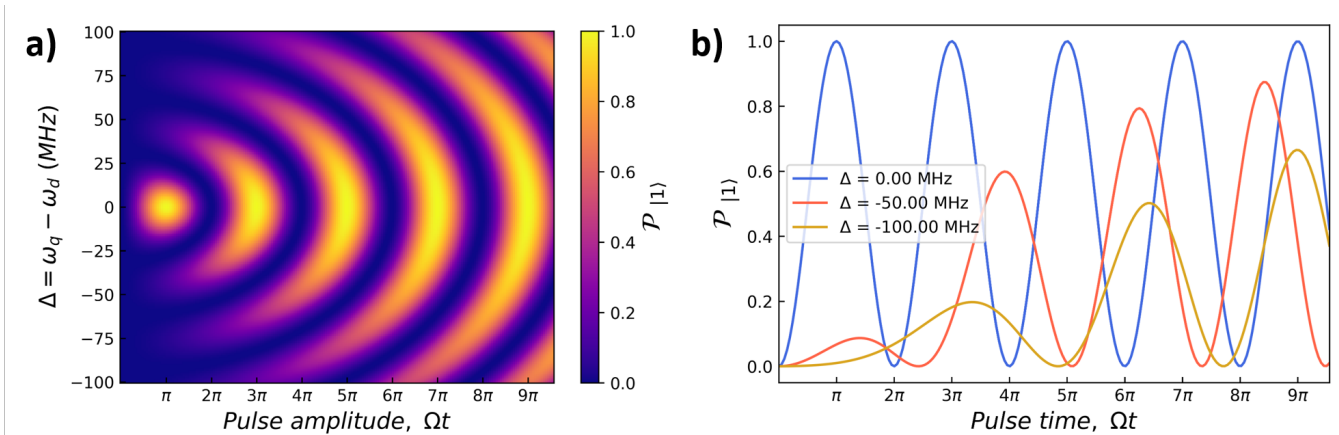 a)
100
75
50
25
0
−25
−50
−75
−100
Δ = ω_q − ω_d (MHz)
π 2π 3π 4π 5π 6π 7π 8π 9π
Pulse amplitude, Ωt
1.0
0.8
0.6
0.4
0.2
0.0
𝒫 |1⟩
b)
1.0
0.8
0.6
0.4
0.2
0.0
𝒫 |1⟩
Δ = 0.00 MHz
Δ = -50.00 MHz
Δ = -100.00 MHz
π 2π 3π 4π 5π 6π 7π 8π 9π
Pulse time, Ωt